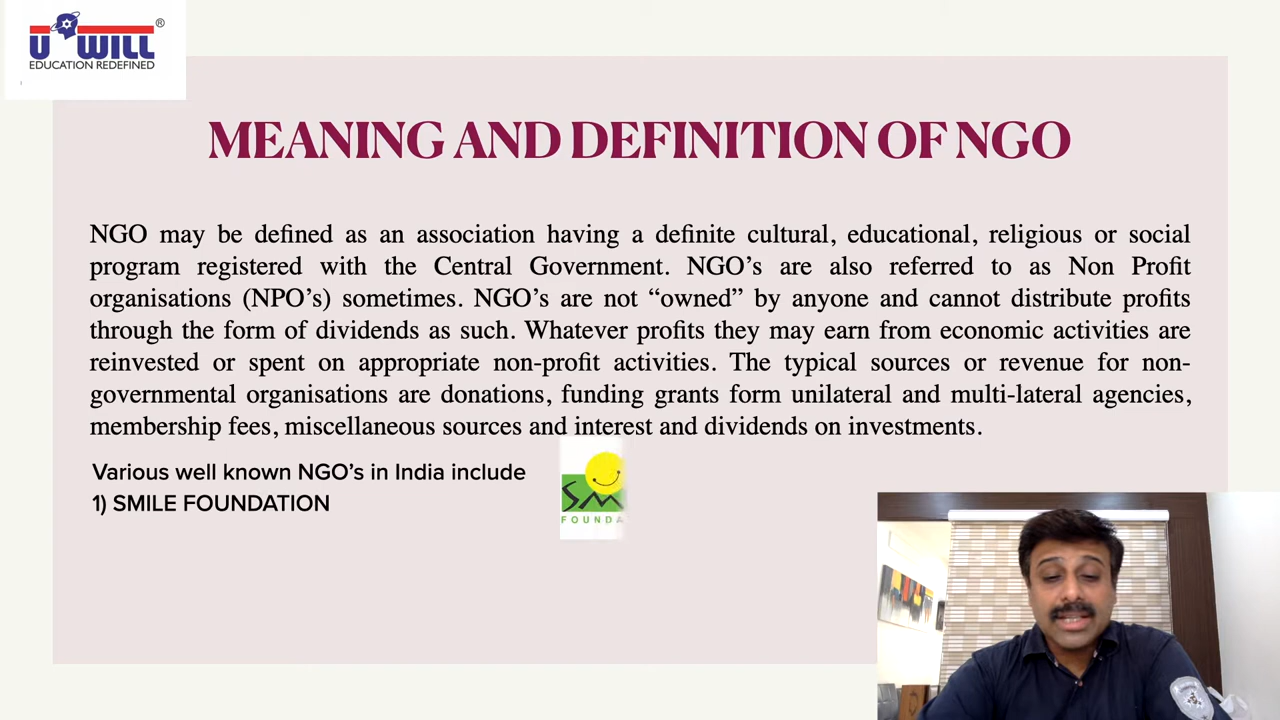 U WILL ®
EDUCATION REDEFINED
MEANING AND DEFINITION OF NGO
NGO may be defined as an association having a definite cultural, educational, religious or social
program registered with the Central Government. NGO’s are also referred to as Non Profit
organisations (NPO’s) sometimes. NGO’s are not “owned” by anyone and cannot distribute profits
through the form of dividends as such. Whatever profits they may earn from economic activities are
reinvested or spent on appropriate non-profit activities. The typical sources or revenue for non-
governmental organisations are donations, funding grants form unilateral and multi-lateral agencies,
membership fees, miscellaneous sources and interest and dividends on investments.
Various well known NGO’s in India include
1) SMILE FOUNDATION
SM
FOUNDA